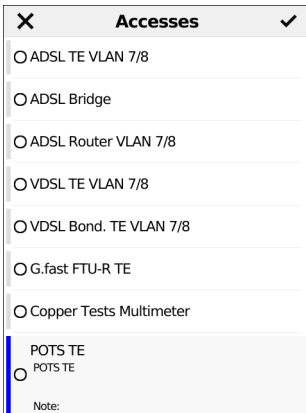 Accesses
ADSL TE VLAN 7/8
ADSL Bridge
ADSL Router VLAN 7/8
VDSL TE VLAN 7/8
VDSL Bond. TE VLAN 7/8
G.fast FTU-R TE
Copper Tests Multimeter
POTS TE
POTS TE
Note: